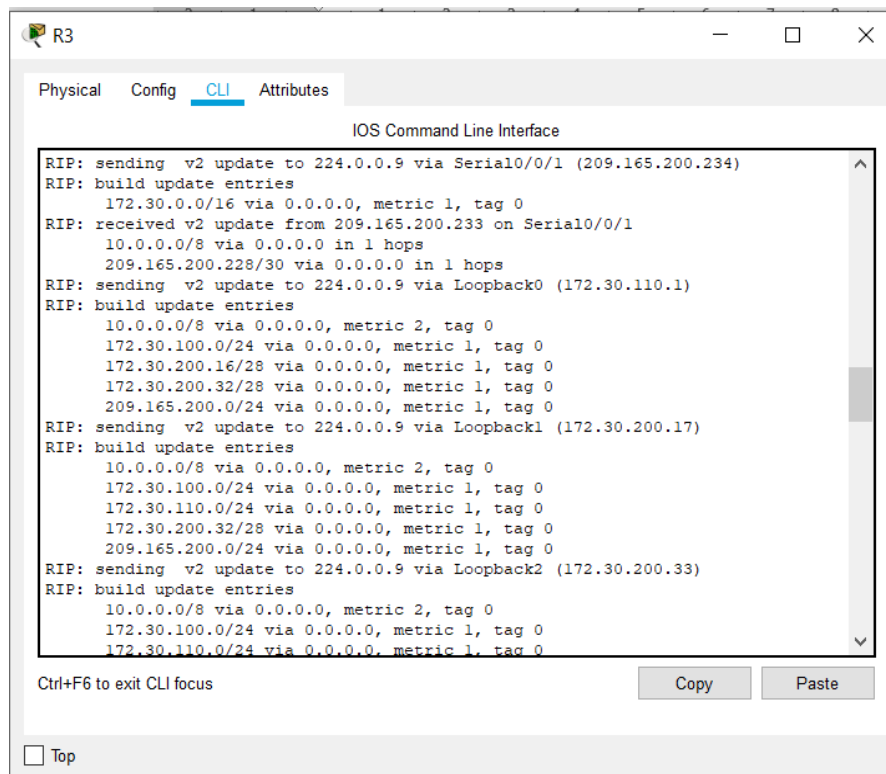 R3
Physical Config CLI Attributes
IOS Command Line Interface
RIP: sending  v2 update to 224.0.0.9 via Serial0/0/1 (209.165.200.234)
RIP: build update entries
      172.30.0.0/16 via 0.0.0.0, metric 1, tag 0
RIP: received v2 update from 209.165.200.233 on Serial0/0/1
      10.0.0.0/8 via 0.0.0.0 in 1 hops
      209.165.200.228/30 via 0.0.0.0 in 1 hops
RIP: sending  v2 update to 224.0.0.9 via Loopback0 (172.30.110.1)
RIP: build update entries
      10.0.0.0/8 via 0.0.0.0, metric 2, tag 0
      172.30.100.0/24 via 0.0.0.0, metric 1, tag 0
      172.30.200.16/28 via 0.0.0.0, metric 1, tag 0
      172.30.200.32/28 via 0.0.0.0, metric 1, tag 0
      209.165.200.0/24 via 0.0.0.0, metric 1, tag 0
RIP: sending  v2 update to 224.0.0.9 via Loopback1 (172.30.200.17)
RIP: build update entries
      10.0.0.0/8 via 0.0.0.0, metric 2, tag 0
      172.30.100.0/24 via 0.0.0.0, metric 1, tag 0
      172.30.110.0/24 via 0.0.0.0, metric 1, tag 0
      172.30.200.32/28 via 0.0.0.0, metric 1, tag 0
      209.165.200.0/24 via 0.0.0.0, metric 1, tag 0
RIP: sending  v2 update to 224.0.0.9 via Loopback2 (172.30.200.33)
RIP: build update entries
      10.0.0.0/8 via 0.0.0.0, metric 2, tag 0
      172.30.100.0/24 via 0.0.0.0, metric 1, tag 0
      172.30.110.0/24 via 0.0.0.0, metric 1, tag 0
Ctrl+F6 to exit CLI focus
Copy Paste
Top